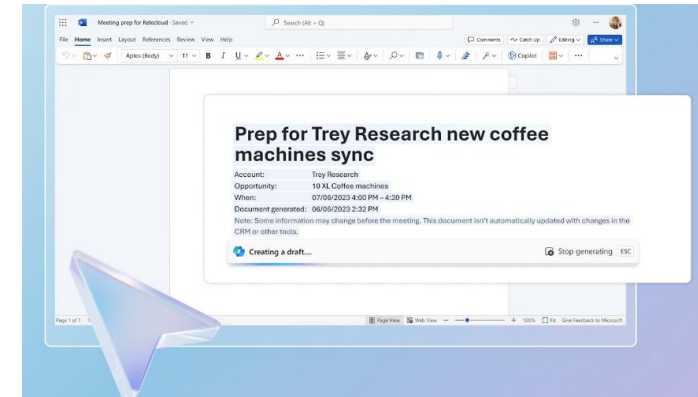 Meeting prep for Relecloud · Saved
Search (Alt + Q)
File Home Insert Layout References Review View Help
Comments Catch Up Editing Share
Aptos (Body) 11 B I U A Copilot
Prep for Trey Research new coffee
machines sync
Account: Trey Research
Opportunity: 10 XL Coffee machines
When: 07/06/2023 4:00 PM – 4:30 PM
Document generated: 06/06/2023 2:32 PM
Note: Some information may change before the meeting. This document isn't automatically updated with changes in the
CRM or other tools.
Creating a draft...
Stop generating ESC
Page 1 of 1 Page View Web View 100% Fit Give Feedback to Microsoft